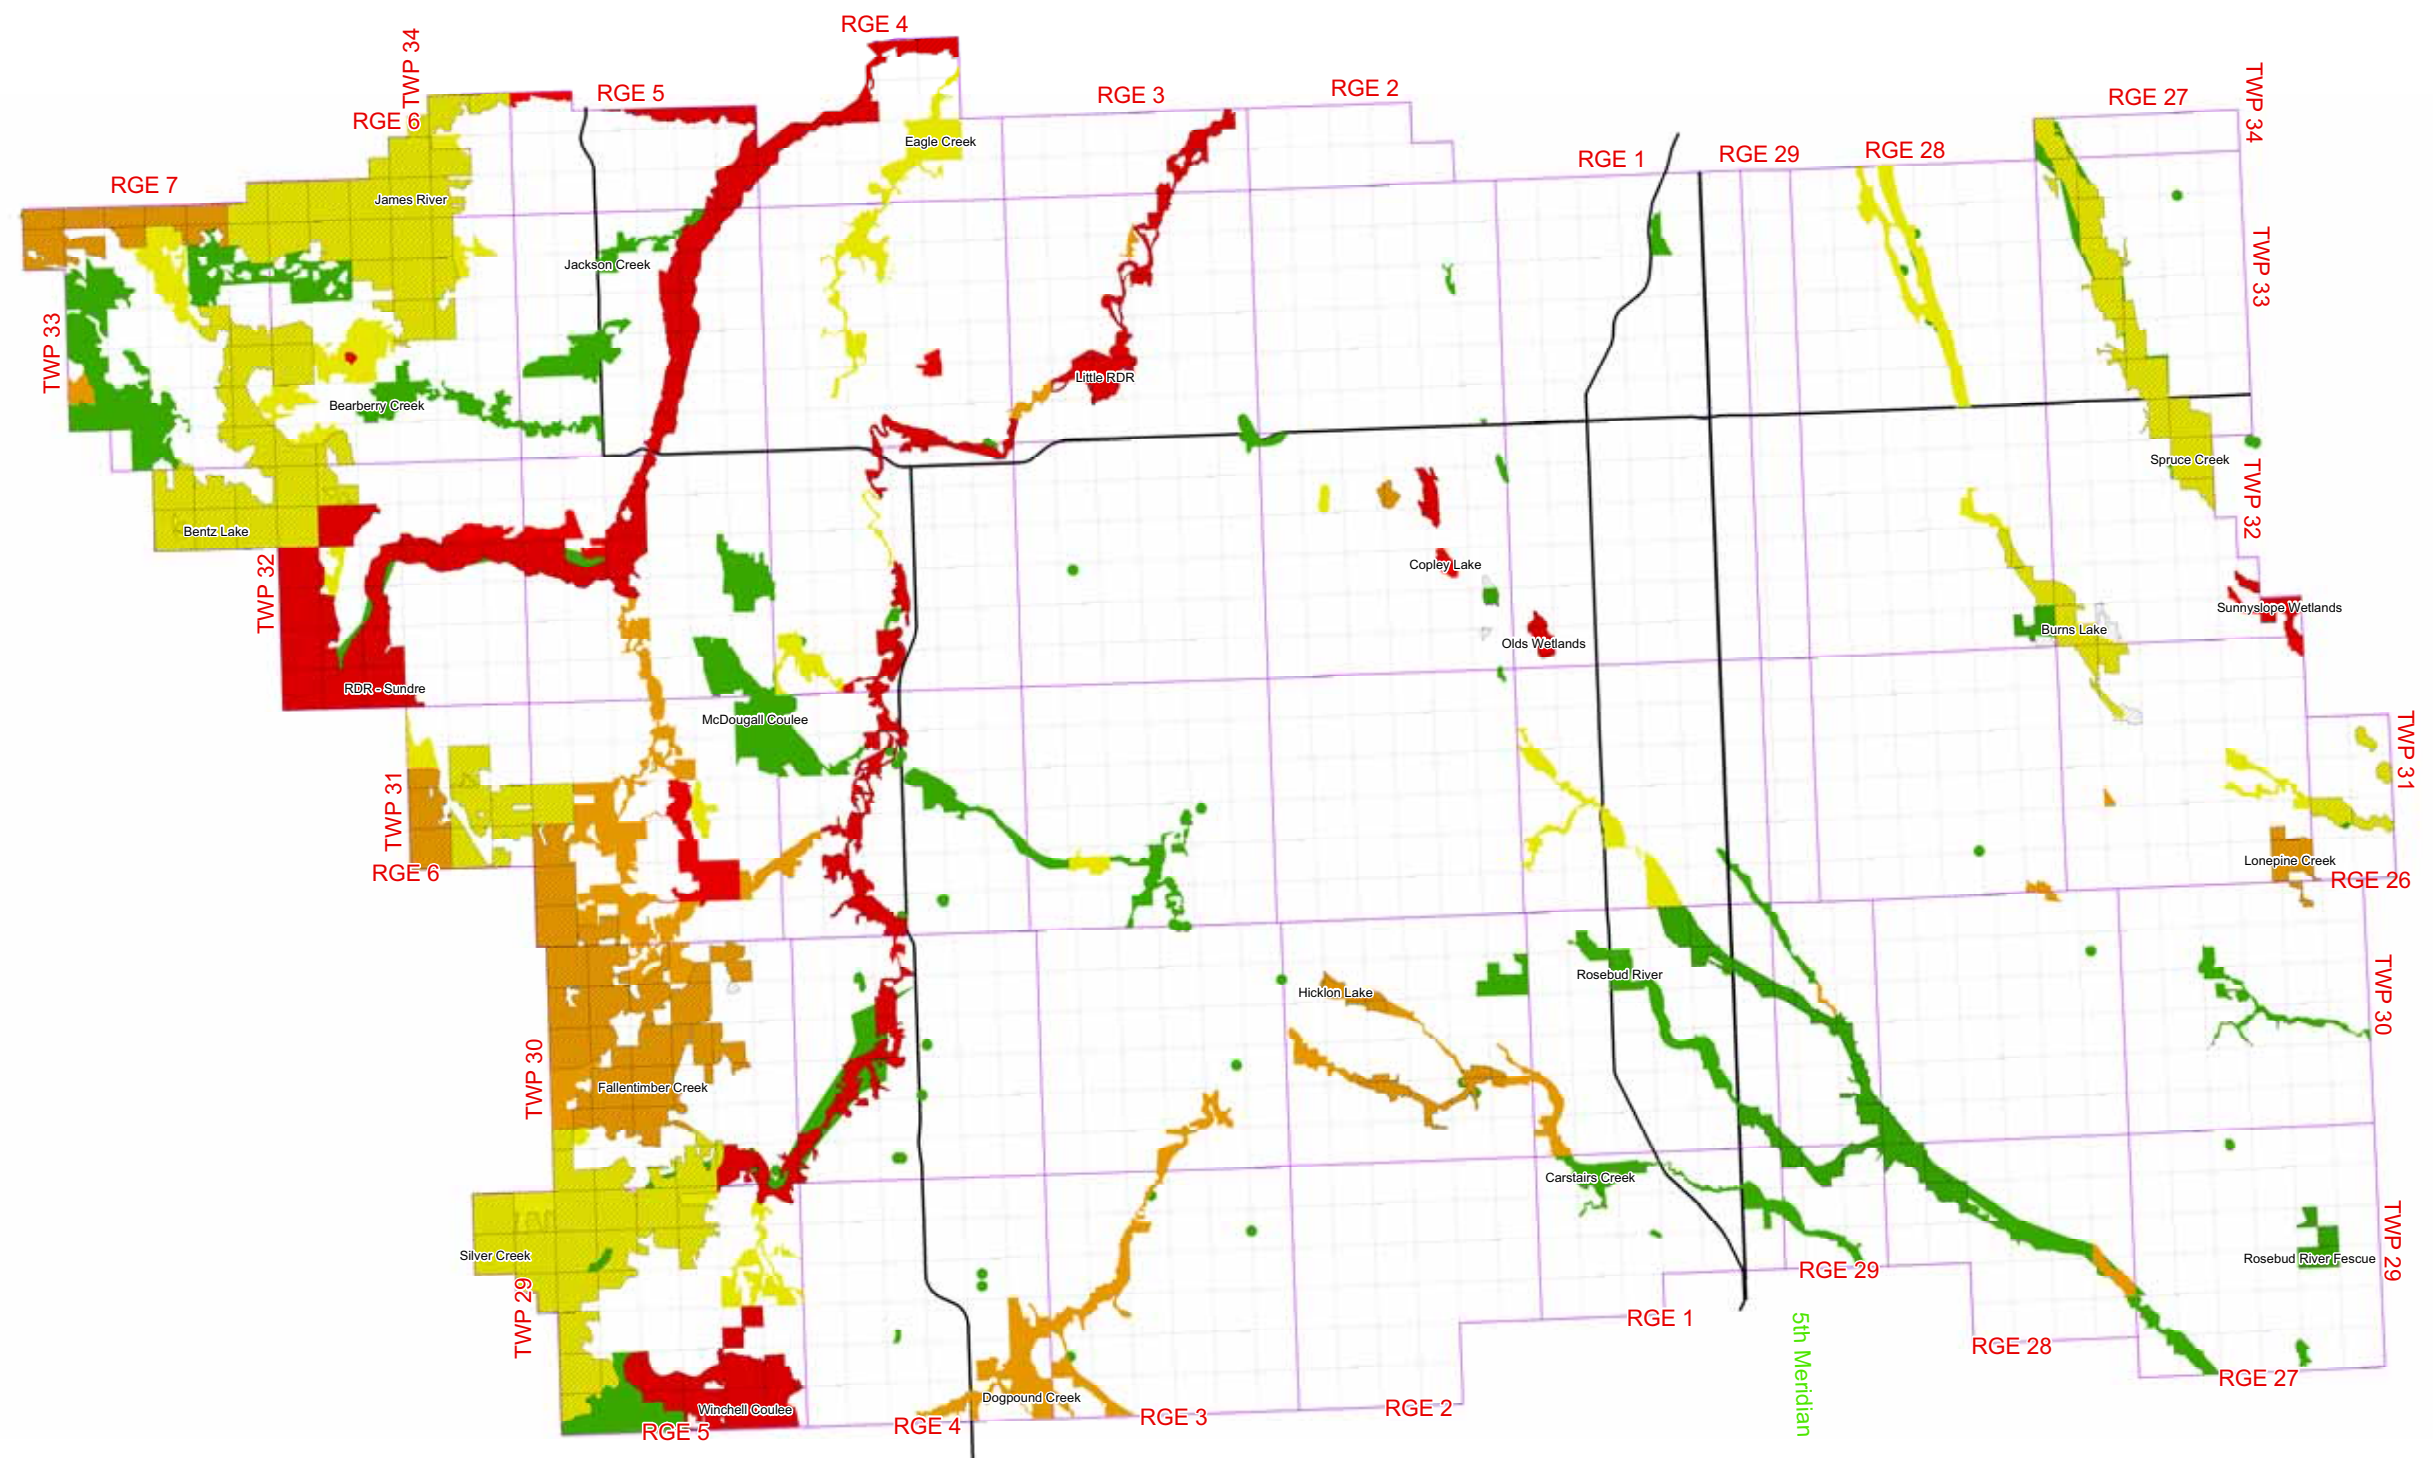 RGE 4
TWP 34
RGE 5
RGE 3
RGE 2
RGE 27
TWP 34
RGE 6
Eagle Creek
RGE 1
RGE 29
RGE 28
RGE 7
James River
Jackson Creek
TWP 33
TWP 33
Little RDR
Bearberry Creek
Spruce Creek
TWP 32
Bentz Lake
Copley Lake
TWP 32
Sunnyslope Wetlands
Burns Lake
Olds Wetlands
RDR - Sundre
McDougall Coulee
TWP 31
TWP 31
Lonepine Creek
RGE 6
RGE 26
Rosebud River
Hicklon Lake
TWP 30
TWP 30
Fallentimber Creek
Carstairs Creek
TWP 29
Silver Creek
Rosebud River Fescue
RGE 29
TWP 29
RGE 1
5th Meridian
RGE 28
RGE 27
Dogpound Creek
Winchell Coulee
RGE 2
RGE 3
RGE 4
RGE 5